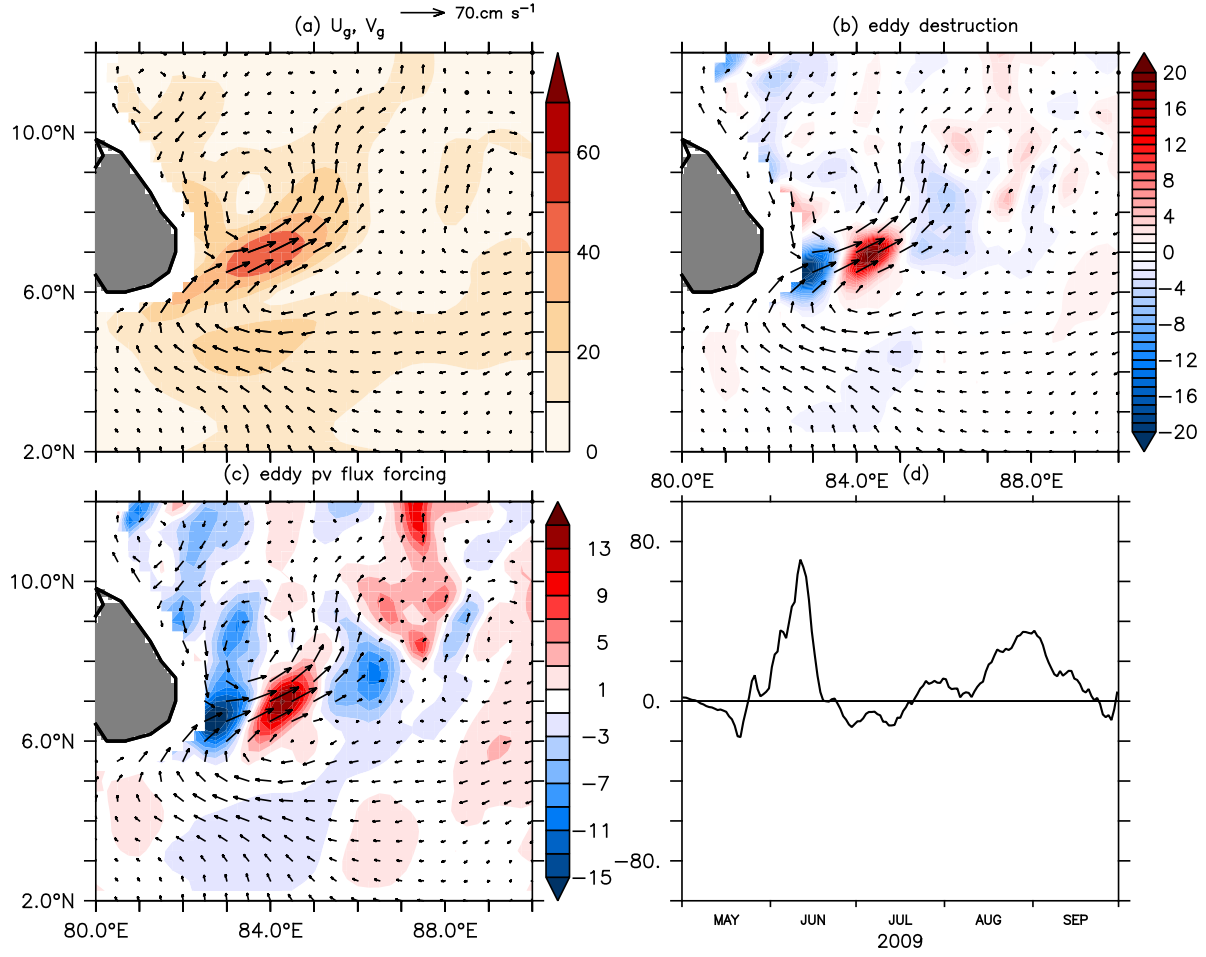 70.cm s⁻¹
(a) Ug, Vg
(b) eddy destruction
10.0°N
6.0°N
2.0°N
60
40
20
0
20
16
12
8
4
0
−4
−8
−12
−16
−20
80.0°E
84.0°E
88.0°E
(c) eddy pv flux forcing
(d)
10.0°N
6.0°N
2.0°N
80.0°E
84.0°E
88.0°E
13
9
5
1
−3
−7
−11
−15
80.
0.
−80.
MAY JUN JUL AUG SEP
2009